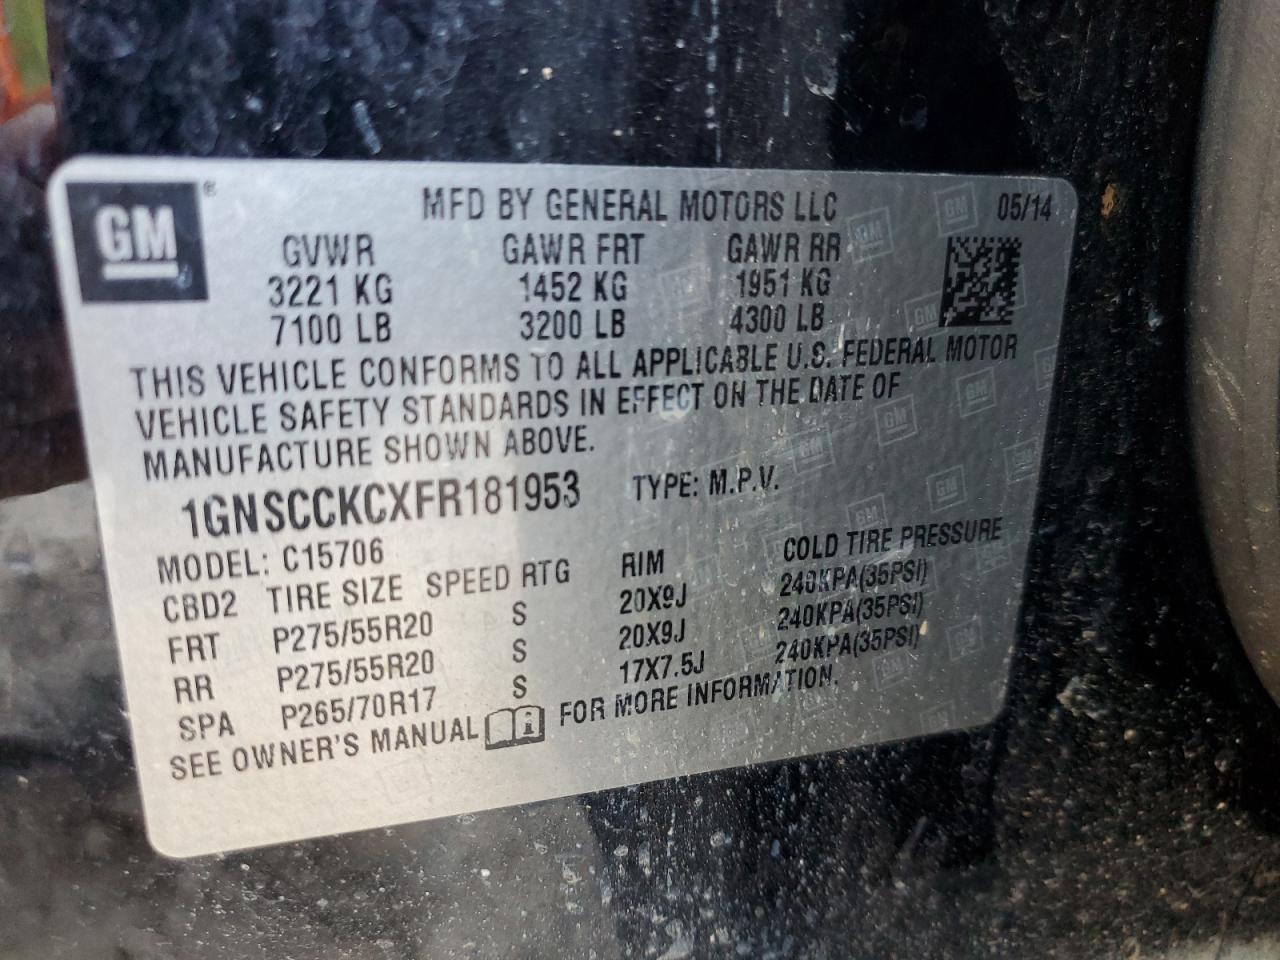 GM®
MFD BY GENERAL MOTORS LLC 05/14
GVWR GAWR FRT GAWR RR
3221 KG 1452 KG 1951 KG
7100 LB 3200 LB 4300 LB
THIS VEHICLE CONFORMS TO ALL APPLICABLE U.S. FEDERAL MOTOR
VEHICLE SAFETY STANDARDS IN EFFECT ON THE DATE OF
MANUFACTURE SHOWN ABOVE.
1GNSCCKCXFR181953 TYPE: M.P.V.
MODEL: C15706
CBD2 TIRE SIZE SPEED RTG RIM COLD TIRE PRESSURE
FRT P275/55R20 S 20X9J 240KPA(35PSI)
RR P275/55R20 S 20X9J 240KPA(35PSI)
SPA P265/70R17 S 17X7.5J 240KPA(35PSI)
SEE OWNER'S MANUAL FOR MORE INFORMATION.